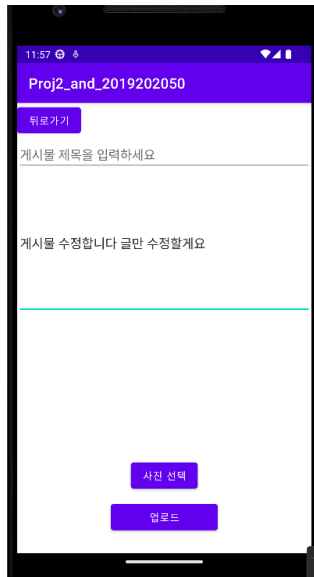 11:57
Proj2_and_2019202050
뒤로가기
게시물 제목을 입력하세요
게시물 수정합니다 글만 수정할게요
사진 선택
업로드